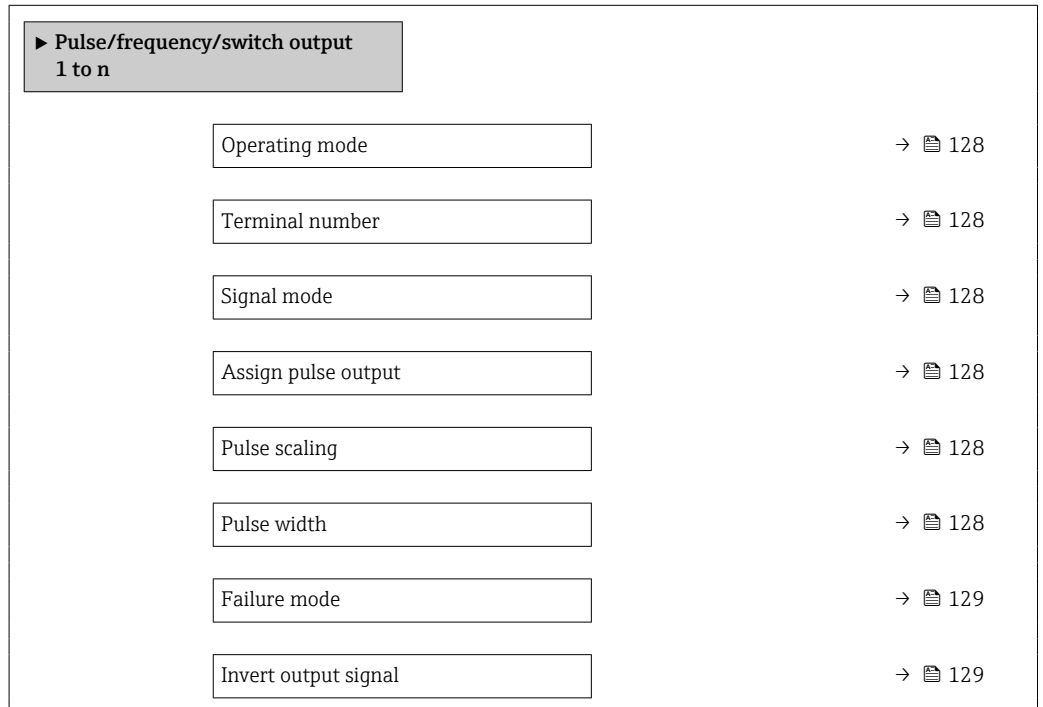 ▶ Pulse/frequency/switch output
1 to n
Operating mode → 128
Terminal number → 128
Signal mode → 128
Assign pulse output → 128
Pulse scaling → 128
Pulse width → 128
Failure mode → 129
Invert output signal → 129